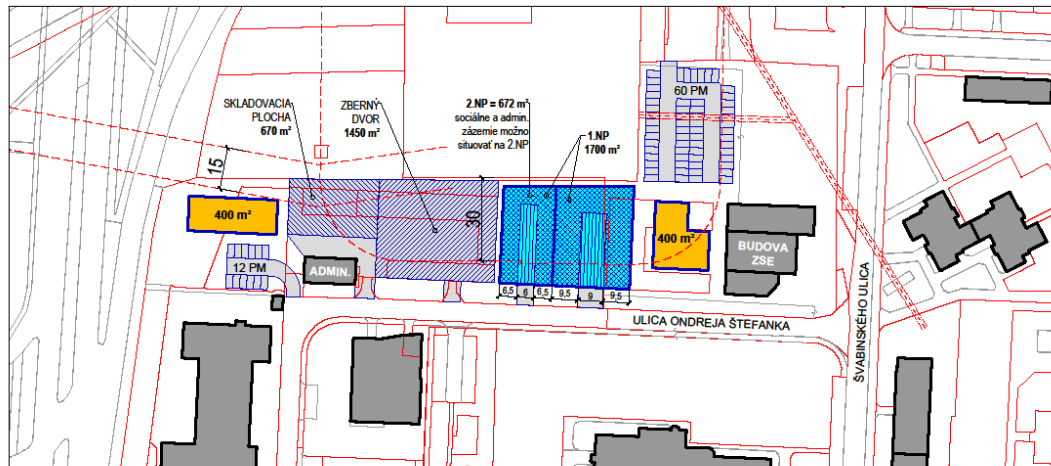 60 PM
SKLADOVACIA
PLOCHA
670 m²
ZBERNÝ
DVOR
1450 m²
2.NP = 672 m²
sociálne a admin.
zázemie možno
situovať na 2.NP
1.NP
1700 m²
15
30
400 m²
400 m²
BUDOVA
ZSE
12 PM
ADMIN.
6,5 6 6,5 9,5 9 9,5
ULICA ONDREJA ŠTEFANKA
ŠVABINSKÉHO ULICA